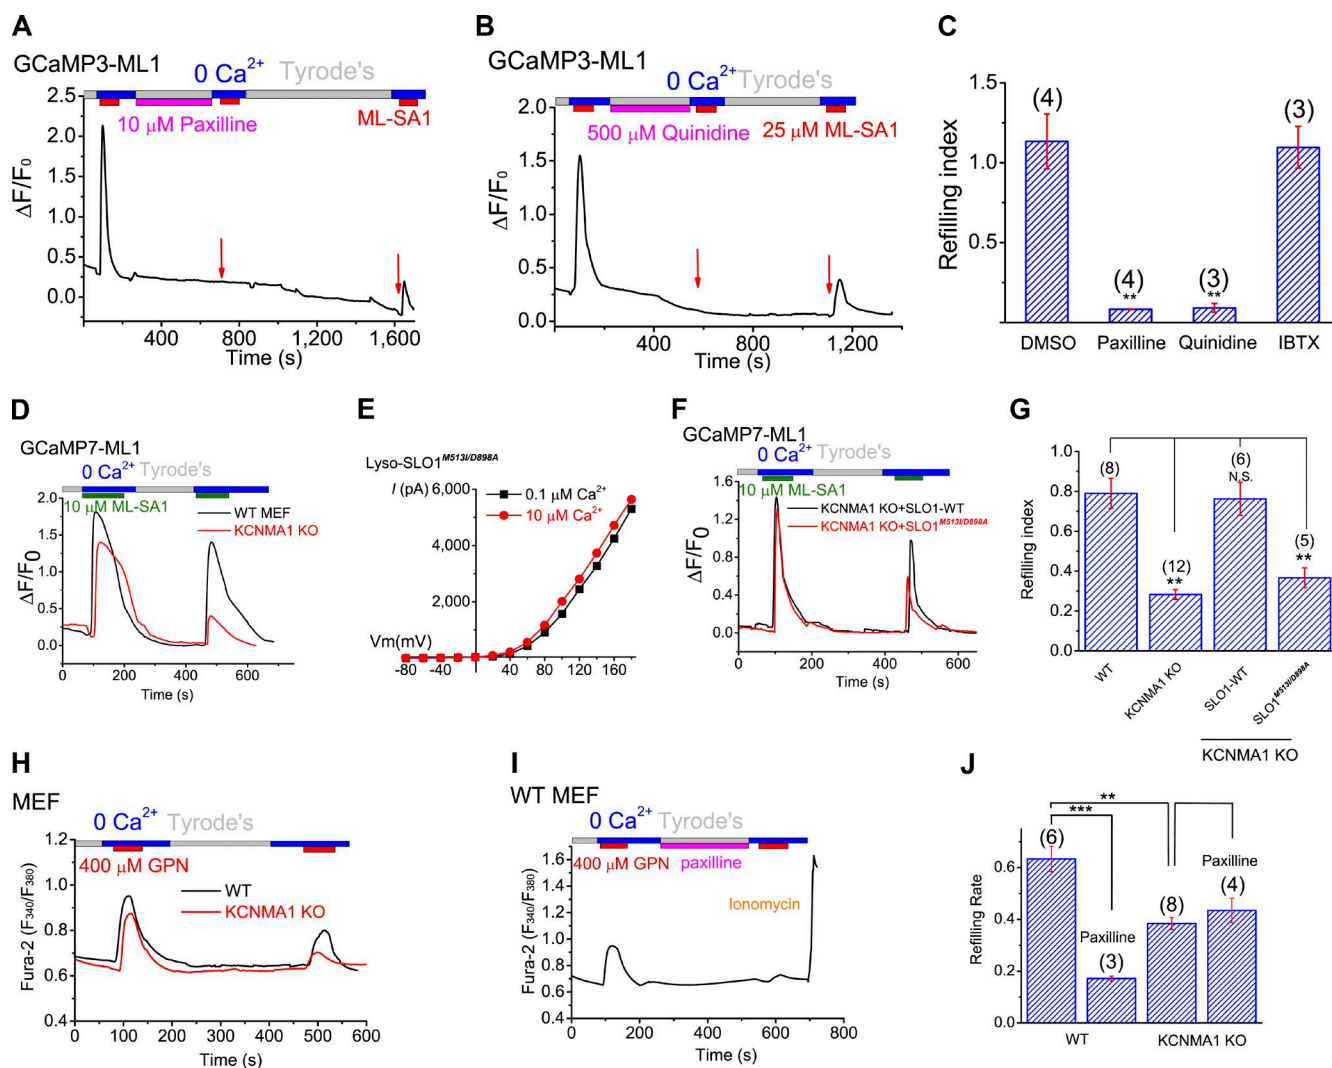 A
GCaMP3-ML1
0 Ca2+ Tyrode's
10 μM Paxilline
ML-SA1
ΔF/F0
2.5
2.0
1.5
1.0
0.5
0.0
400 800 1,200 1,600
Time (s)
B
GCaMP3-ML1
0 Ca2+ Tyrode's
500 μM Quinidine
25 μM ML-SA1
ΔF/F0
2.0
1.5
1.0
0.5
0.0
400 800 1,200
Time (s)
C
Refilling index
1.5
1.0
0.5
(4)
(4)
**
(3)
**
(3)
DMSO Paxilline Quinidine IBTX
D
GCaMP7-ML1
0 Ca2+ Tyrode's
10 μM ML-SA1
WT MEF
KCNMA1 KO
ΔF/F0
2.0
1.5
1.0
0.5
0.0
0 200 400 600
Time (s)
E
Lyso-SLO1M513I/D898A
I (pA)
6,000
4,000
2,000
0.1 μM Ca2+
10 μM Ca2+
Vm(mV)
-80 -40 40 80 120 160
F
GCaMP7-ML1
0 Ca2+ Tyrode's
10 μM ML-SA1
KCNMA1 KO+SLO1-WT
KCNMA1 KO+SLO1M513I/D898A
ΔF/F0
1.6
1.2
0.8
0.4
0.0
0 200 400 600
Time (s)
G
Refilling index
1.0
0.8
0.6
0.4
0.2
0.0
(8)
(12)
**
(6)
N.S.
(5)
**
WT
KCNMA1 KO
SLO1-WT
SLO1M513I/D898A
KCNMA1 KO
H
MEF
0 Ca2+ Tyrode's
400 μM GPN
WT
KCNMA1 KO
Fura-2 (F340/F380)
1.2
1.0
0.8
0.6
0.4
0 100 200 300 400 500 600
Time (s)
I
WT MEF
0 Ca2+ Tyrode's
400 μM GPN paxilline
Ionomycin
Fura-2 (F340/F380)
1.6
1.4
1.2
1.0
0.8
0.6
0.4
0 200 400 600 800
Time (s)
J
Refilling Rate
0.8
0.6
0.4
0.2
0.0
**
***
(6)
Paxilline
(3)
(8)
Paxilline
(4)
WT KCNMA1 KO